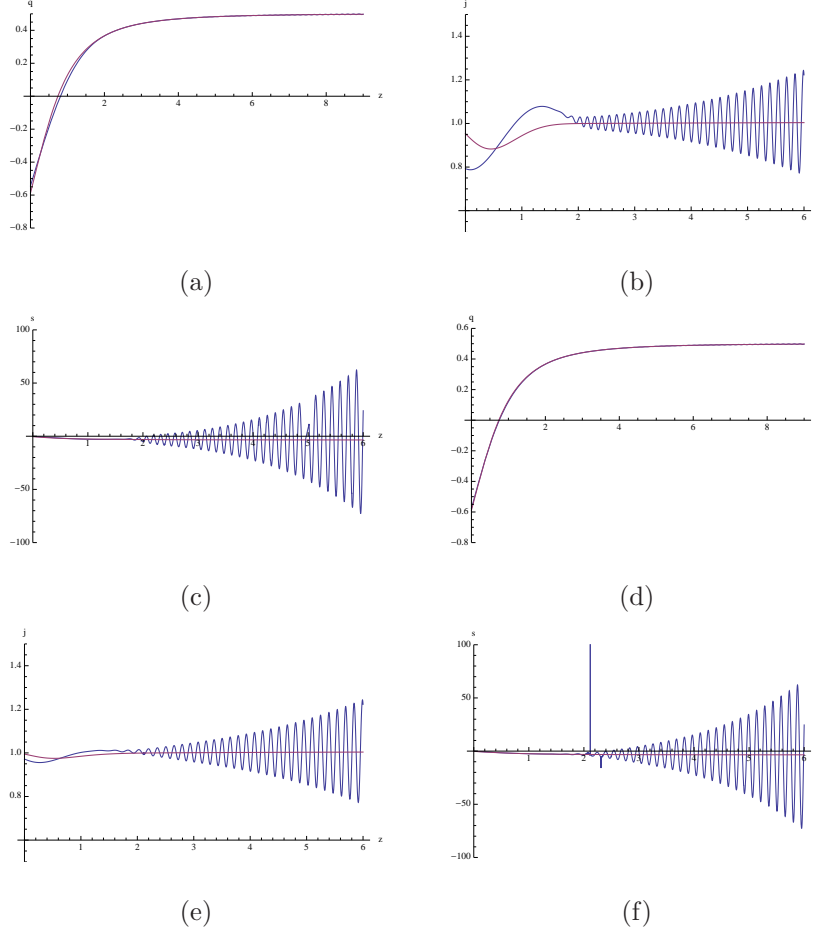 q
0.4
0.2
2 4 6 8 z
-0.2
-0.4
-0.6
-0.8
(a)
j
1.4
1.2
1.0
0.8
1 2 3 4 5 6
(b)
s
100
50
1 2 3 4 5 6 z
-50
-100
(c)
q
0.6
0.4
0.2
2 4 6 8 z
-0.2
-0.4
-0.6
-0.8
(d)
j
1.4
1.2
1.0
0.8
1 2 3 4 5 6 z
(e)
s
100
50
1 2 3 4 5 6 z
-50
-100
(f)